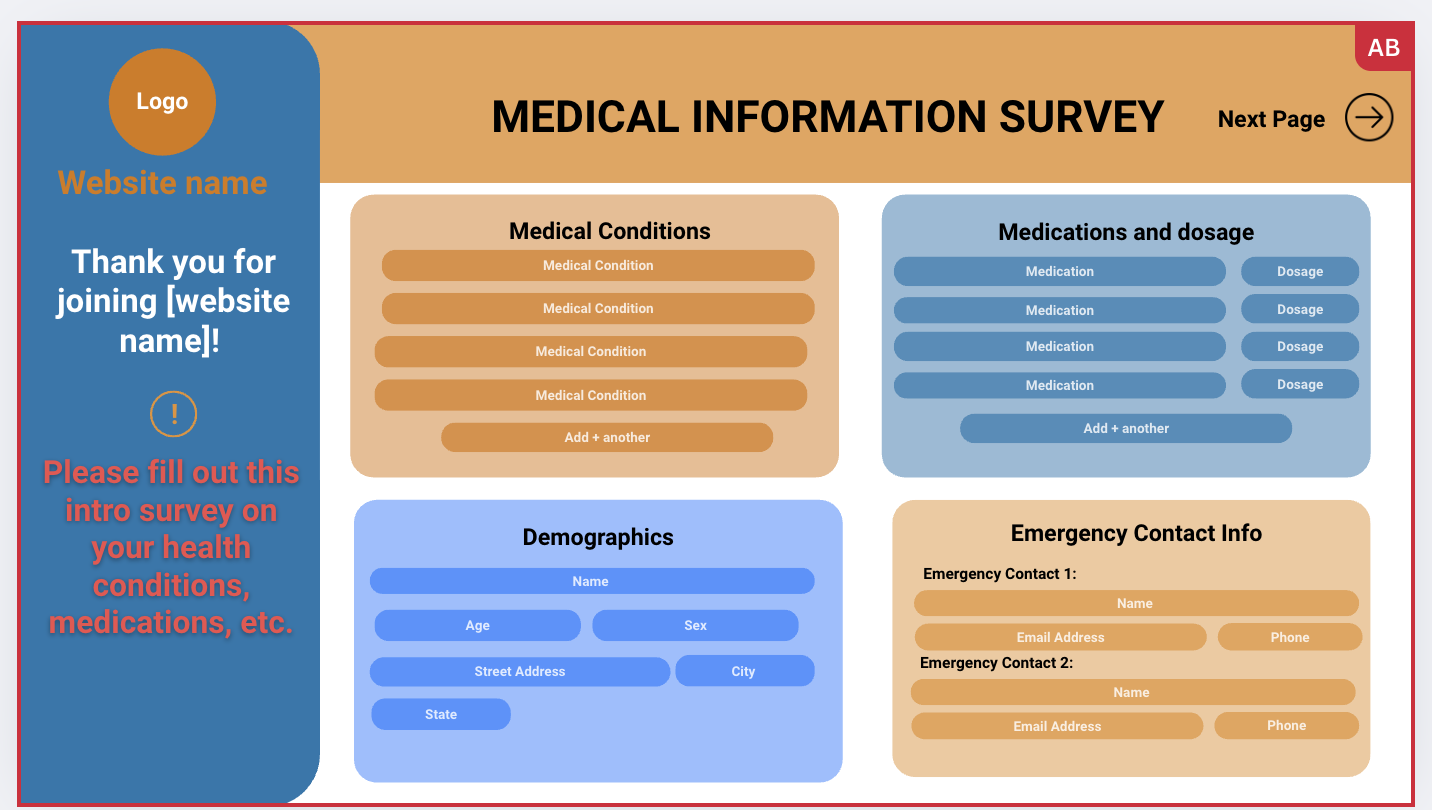 AB
Logo
Website name
Thank you for
joining [website
name]!
!
Please fill out this
intro survey on
your health
conditions,
medications, etc.
MEDICAL INFORMATION SURVEY
Next Page
Medical Conditions
Medical Condition
Medical Condition
Medical Condition
Medical Condition
Add + another
Medications and dosage
Medication Dosage
Medication Dosage
Medication Dosage
Medication Dosage
Add + another
Demographics
Name
Age Sex
Street Address City
State
Emergency Contact Info
Emergency Contact 1:
Name
Email Address Phone
Emergency Contact 2:
Name
Email Address Phone